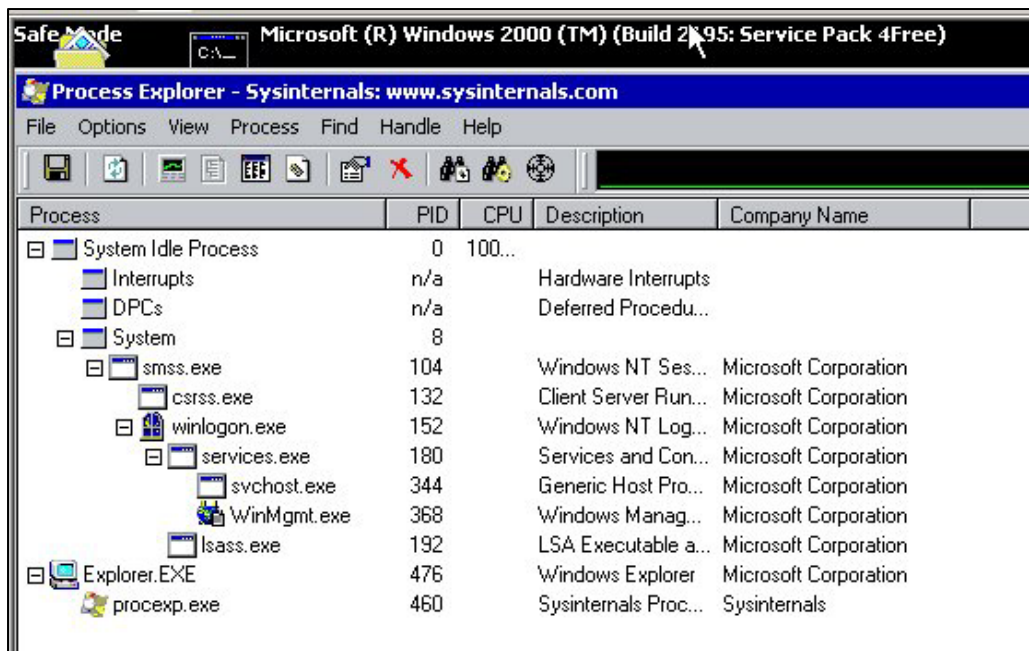 Safe Mode Microsoft (R) Windows 2000 (TM) (Build 2195: Service Pack 4Free)
C:\_
Process Explorer - Sysinternals: www.sysinternals.com
File Options View Process Find Handle Help
Process PID CPU Description Company Name
System Idle Process 0 100...
Interrupts n/a Hardware Interrupts
DPCs n/a Deferred Procedu...
System 8
smss.exe 104 Windows NT Ses... Microsoft Corporation
csrss.exe 132 Client Server Run... Microsoft Corporation
winlogon.exe 152 Windows NT Log... Microsoft Corporation
services.exe 180 Services and Con... Microsoft Corporation
svchost.exe 344 Generic Host Pro... Microsoft Corporation
WinMgmt.exe 368 Windows Manag... Microsoft Corporation
lsass.exe 192 LSA Executable a... Microsoft Corporation
Explorer.EXE 476 Windows Explorer Microsoft Corporation
procexp.exe 460 Sysinternals Proc... Sysinternals